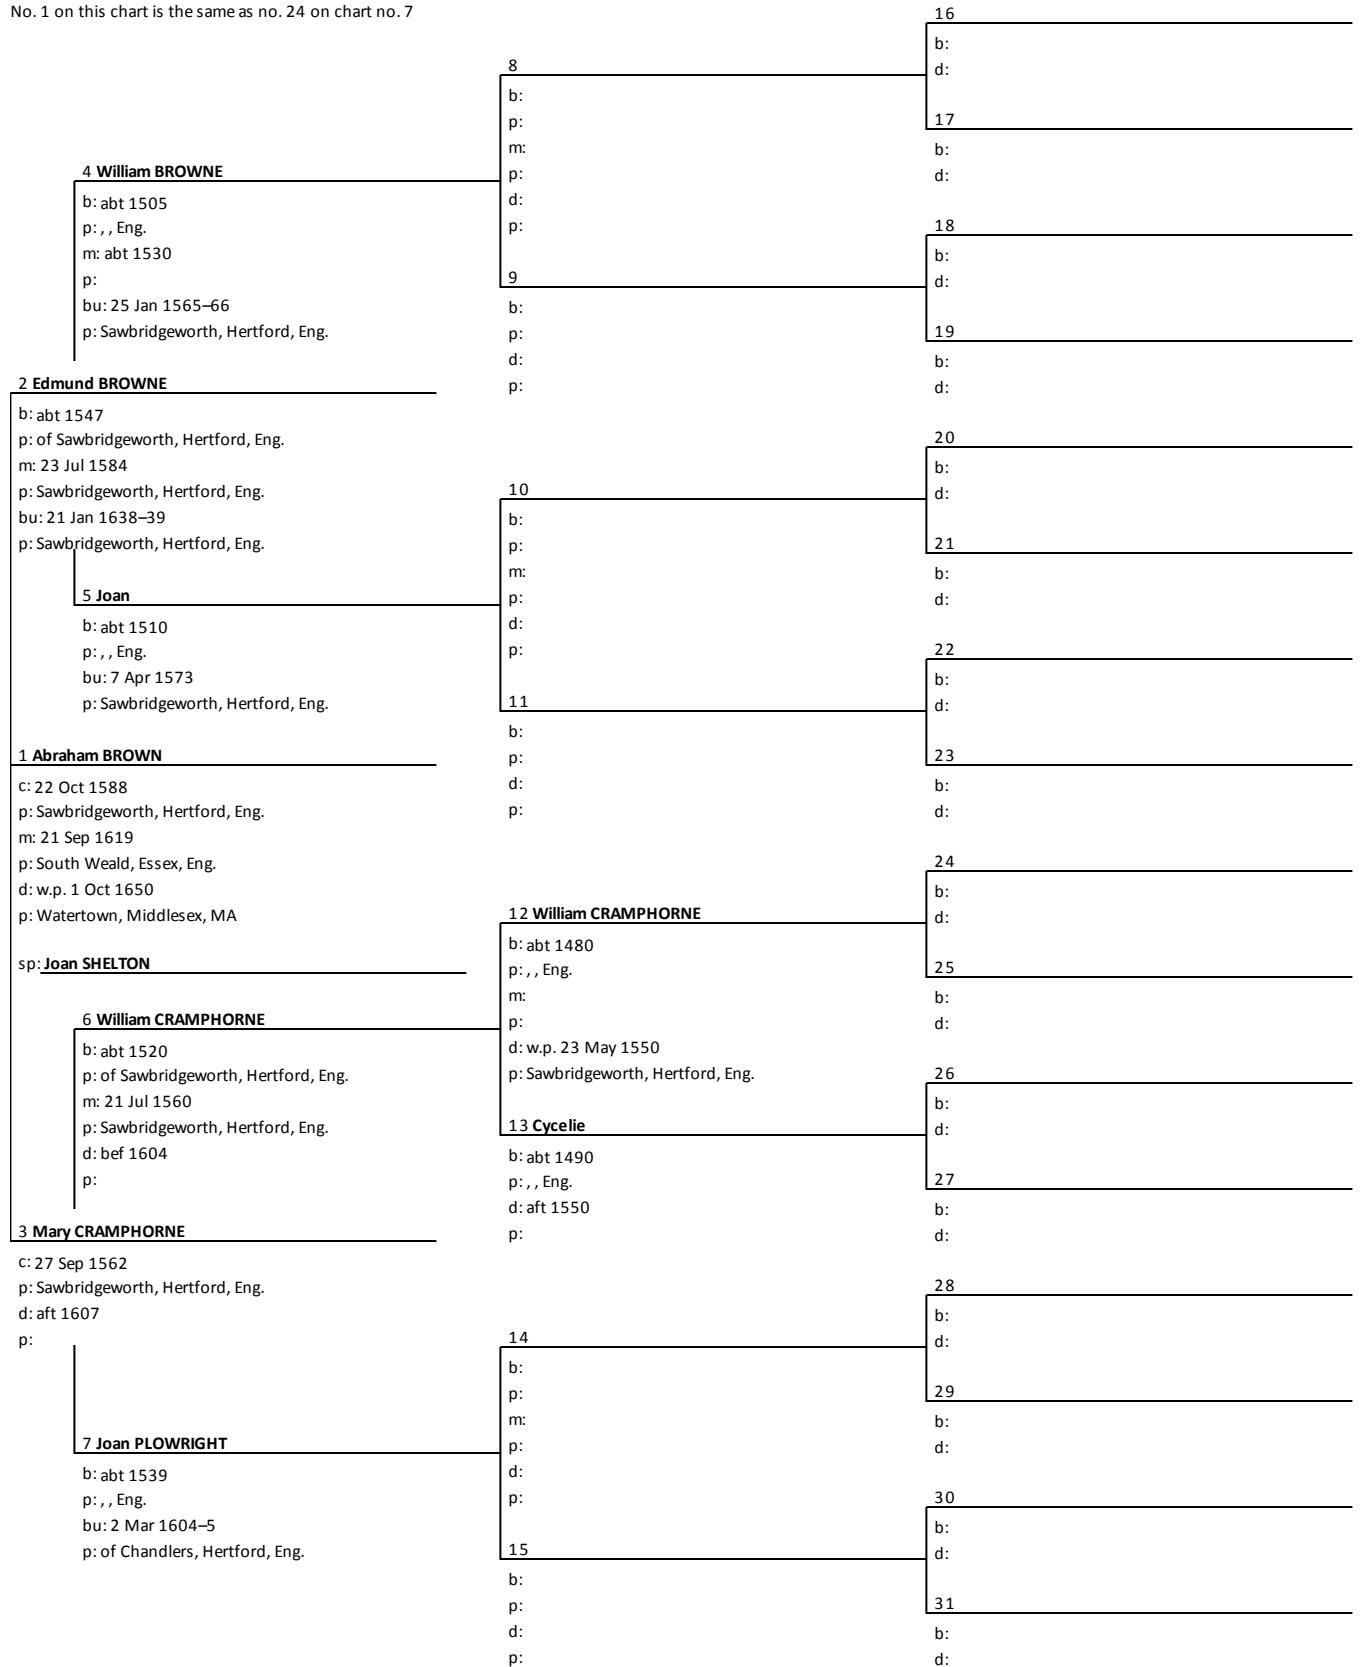 No. 1 on this chart is the same as no. 24 on chart no. 7
2 Edmund BROWNE
b: abt 1547
p: of Sawbridgeworth, Hertford, Eng.
m: 23 Jul 1584
p: Sawbridgeworth, Hertford, Eng.
bu: 21 Jan 1638–39
p: Sawbridgeworth, Hertford, Eng.
1 Abraham BROWN
c: 22 Oct 1588
p: Sawbridgeworth, Hertford, Eng.
m: 21 Sep 1619
p: South Weald, Essex, Eng.
d: w.p. 1 Oct 1650
p: Watertown, Middlesex, MA
sp: Joan SHELTON
3 Mary CRAMPHORNE
c: 27 Sep 1562
p: Sawbridgeworth, Hertford, Eng.
d: aft 1607
p:
4 William BROWNE
b: abt 1505
p: , , Eng.
m: abt 1530
p:
bu: 25 Jan 1565–66
p: Sawbridgeworth, Hertford, Eng.
5 Joan
b: abt 1510
p: , , Eng.
bu: 7 Apr 1573
p: Sawbridgeworth, Hertford, Eng.
6 William CRAMPHORNE
b: abt 1520
p: of Sawbridgeworth, Hertford, Eng.
m: 21 Jul 1560
p: Sawbridgeworth, Hertford, Eng.
d: bef 1604
p:
7 Joan PLOWRIGHT
b: abt 1539
p: , , Eng.
bu: 2 Mar 1604–5
p: of Chandlers, Hertford, Eng.
8
b:
p:
m:
p:
d:
p:
9
b:
p:
d:
p:
10
b:
p:
m:
p:
d:
p:
11
b:
p:
d:
p:
12 William CRAMPHORNE
b: abt 1480
p: , , Eng.
m:
p:
d: w.p. 23 May 1550
p: Sawbridgeworth, Hertford, Eng.
13 Cycelie
b: abt 1490
p: , , Eng.
d: aft 1550
p:
14
b:
p:
m:
p:
d:
p:
15
b:
p:
d:
p:
16
b:
d:
17
b:
d:
18
b:
d:
19
b:
d:
20
b:
d:
21
b:
d:
22
b:
d:
23
b:
d:
24
b:
d:
25
b:
d:
26
b:
d:
27
b:
d:
28
b:
d:
29
b:
d:
30
b:
d:
31
b:
d: